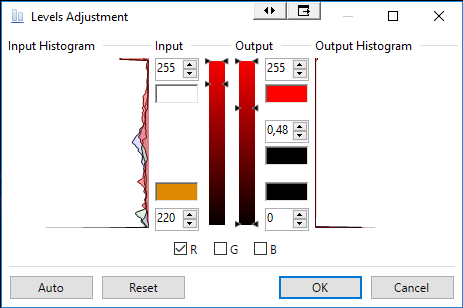 Levels Adjustment
Input Histogram Input Output Output Histogram
255 255
0,48
220 0
R G B
Auto Reset OK Cancel